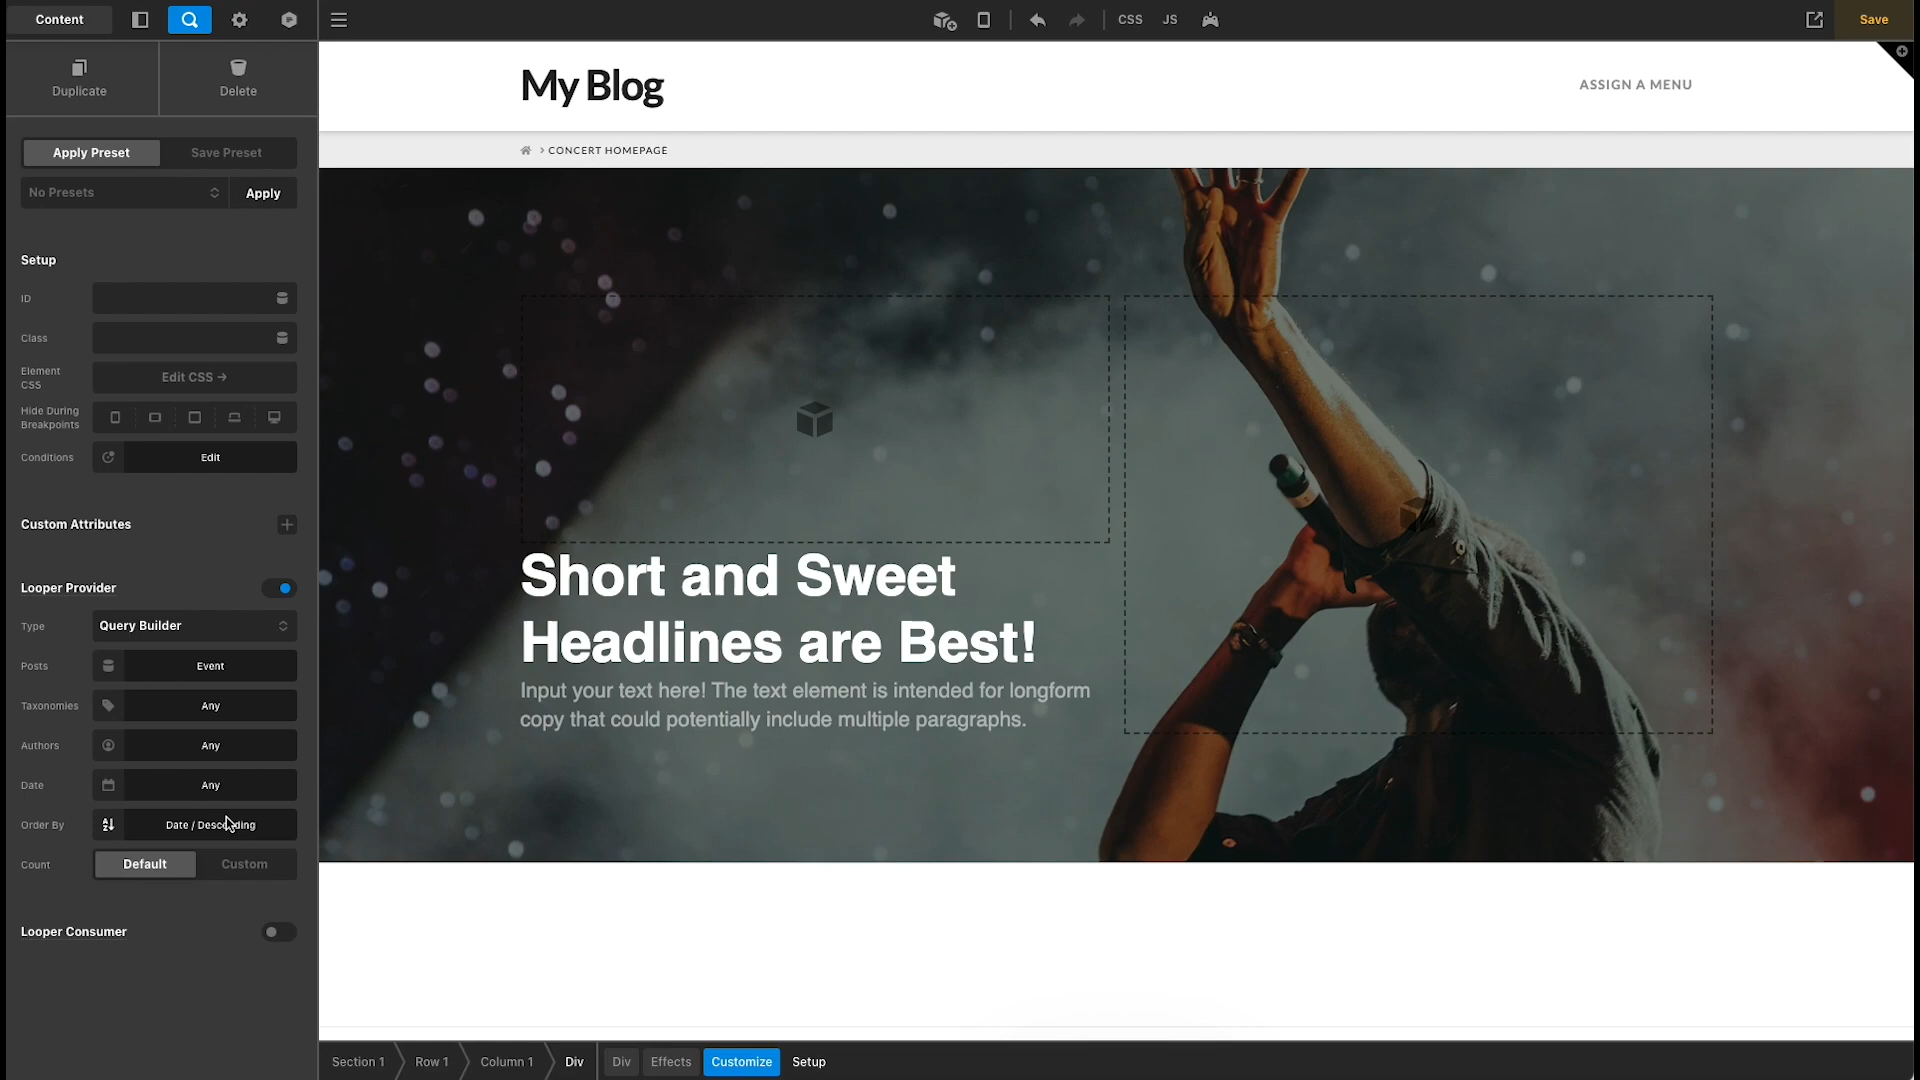 Content
CSS
JS
Save
Duplicate
Delete
My Blog
ASSIGN A MENU
Apply Preset
Save Preset
> CONCERT HOMEPAGE
No Presets
Apply
Setup
ID
Class
Element
CSS
Edit CSS →
Hide During
Breakpoints
Conditions
Edit
Custom Attributes
Looper Provider
Type
Query Builder
Posts
Event
Taxonomies
Any
Authors
Any
Date
Any
Order By
Date / Descending
Count
Default
Custom
Looper Consumer
Short and Sweet
Headlines are Best!
Input your text here! The text element is intended for longform
copy that could potentially include multiple paragraphs.
Section 1
Row 1
Column 1
Div
Div
Effects
Customize
Setup